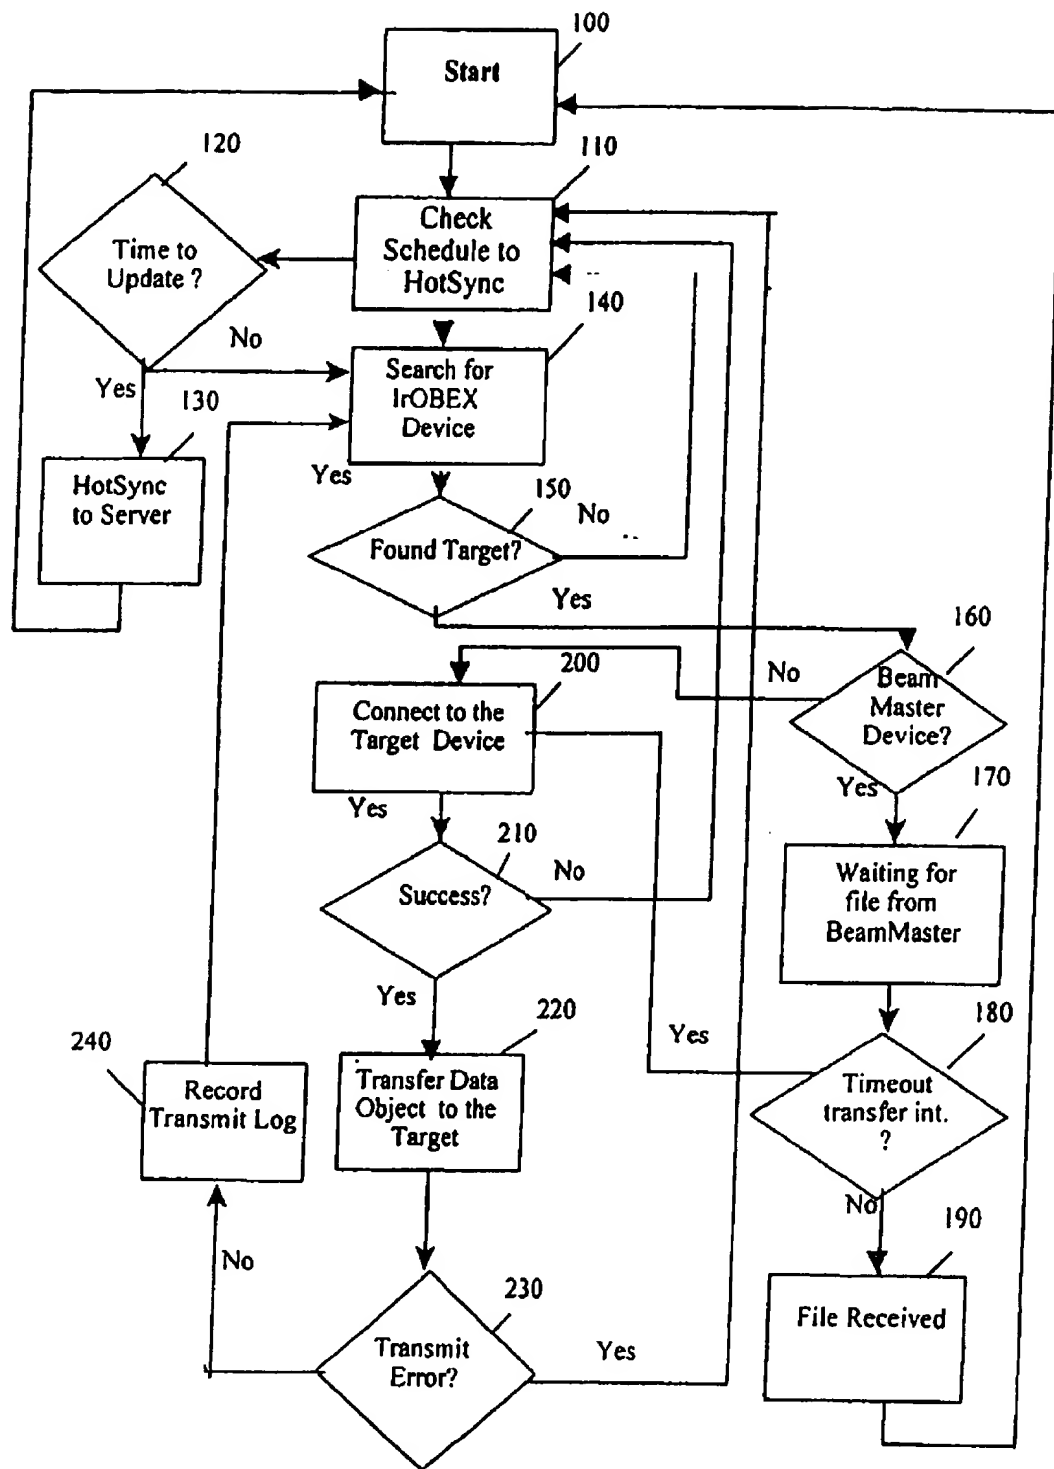 100
Start
120
110
Check
Schedule to
HotSync
Time to
Update ?
140
No
Yes
130
Search for
IrOBEX
Device
Yes
HotSync
to Server
150
No
Found Target?
Yes
160
200
No
Beam
Master
Device?
Connect to the
Target Device
Yes
Yes
170
210
No
Success?
Waiting for
file from
BeamMaster
Yes
220
180
Yes
240
Record
Transmit Log
Transfer Data
Object to the
Target
Timeout
transfer int.
?
No
190
No
230
File Received
Transmit
Error?
Yes